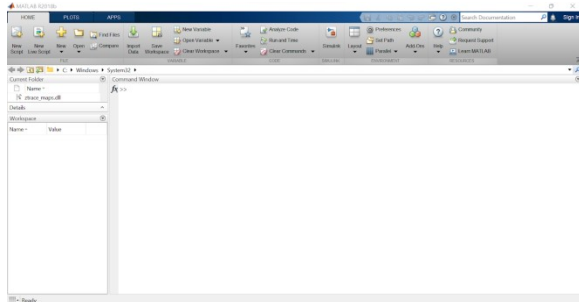 MATLAB R2018b
HOME PLOTS APPS
Search Documentation Sign In
New Script
New Live Script
New
Open
Find Files
Compare
Import Data
Save Workspace
New Variable
Open Variable
Clear Workspace
Favorites
Analyze Code
Run and Time
Clear Commands
Simulink
Layout
Preferences
Set Path
Parallel
Add-Ons
Help
Community
Request Support
Learn MATLAB
FILE VARIABLE CODE SIMULINK ENVIRONMENT RESOURCES
C: Windows System32
Current Folder
Name
xtrace_maps.dll
Details
Workspace
Name Value
Command Window
fx >>
Ready